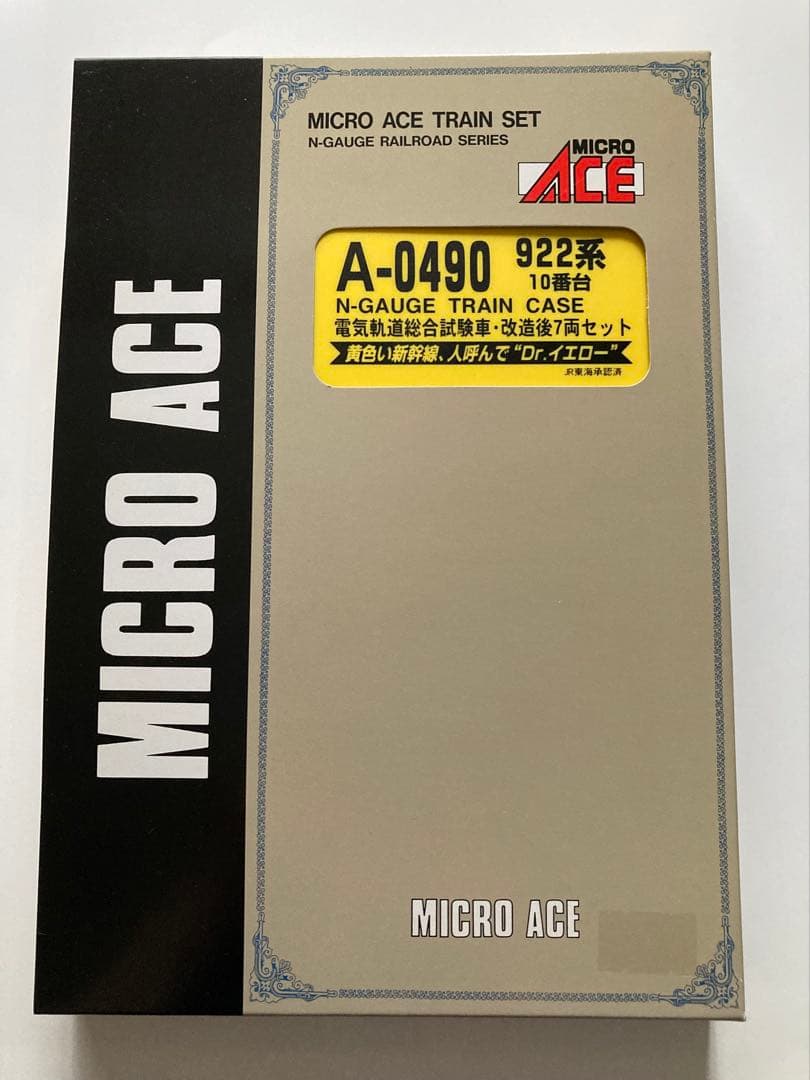 MICRO ACE
MICRO ACE TRAIN SET
N-GAUGE RAILROAD SERIES
MICRO
ACE
A-0490 922系
10番台
N-GAUGE TRAIN CASE
電気軌道総合試験車・改造後7両セット
黄色い新幹線、人呼んで“Dr.イエロー”
JR東海承認済
MICRO ACE